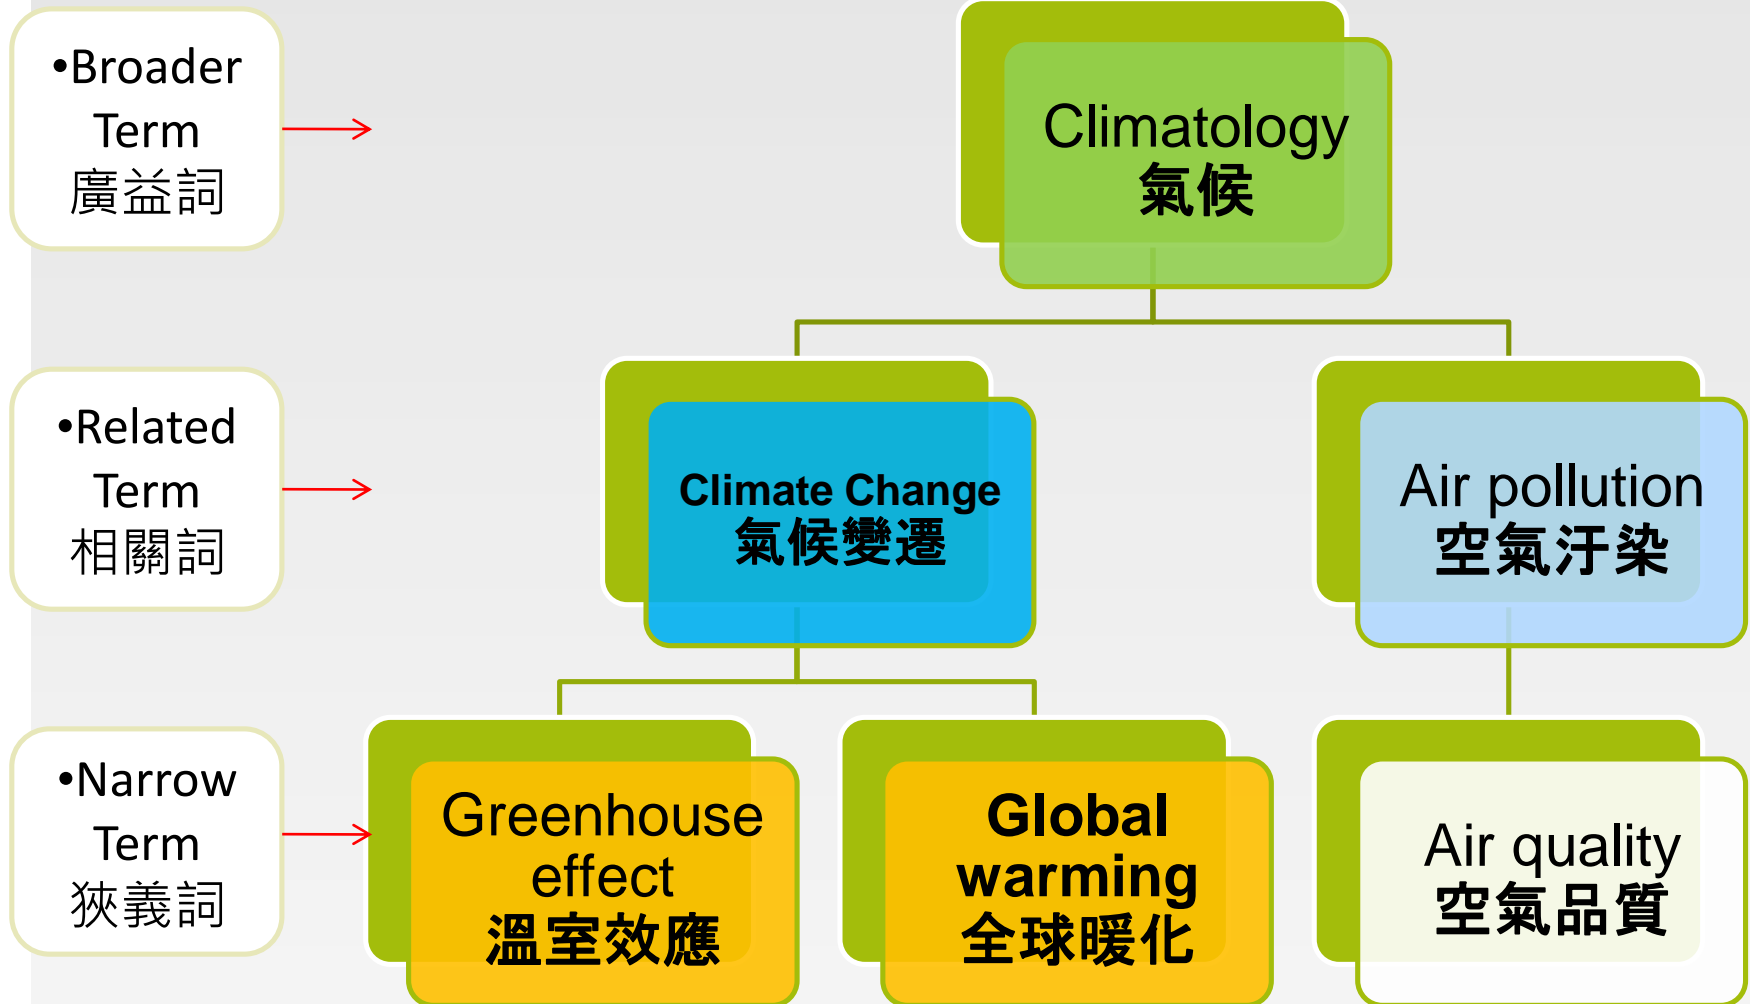 •Broader
Term
廣益詞
Climatology
氣候
•Related
Term
相關詞
Climate Change
氣候變遷
Air pollution
空氣汙染
•Narrow
Term
狹義詞
Greenhouse
effect
溫室效應
Global
warming
全球暖化
Air quality
空氣品質